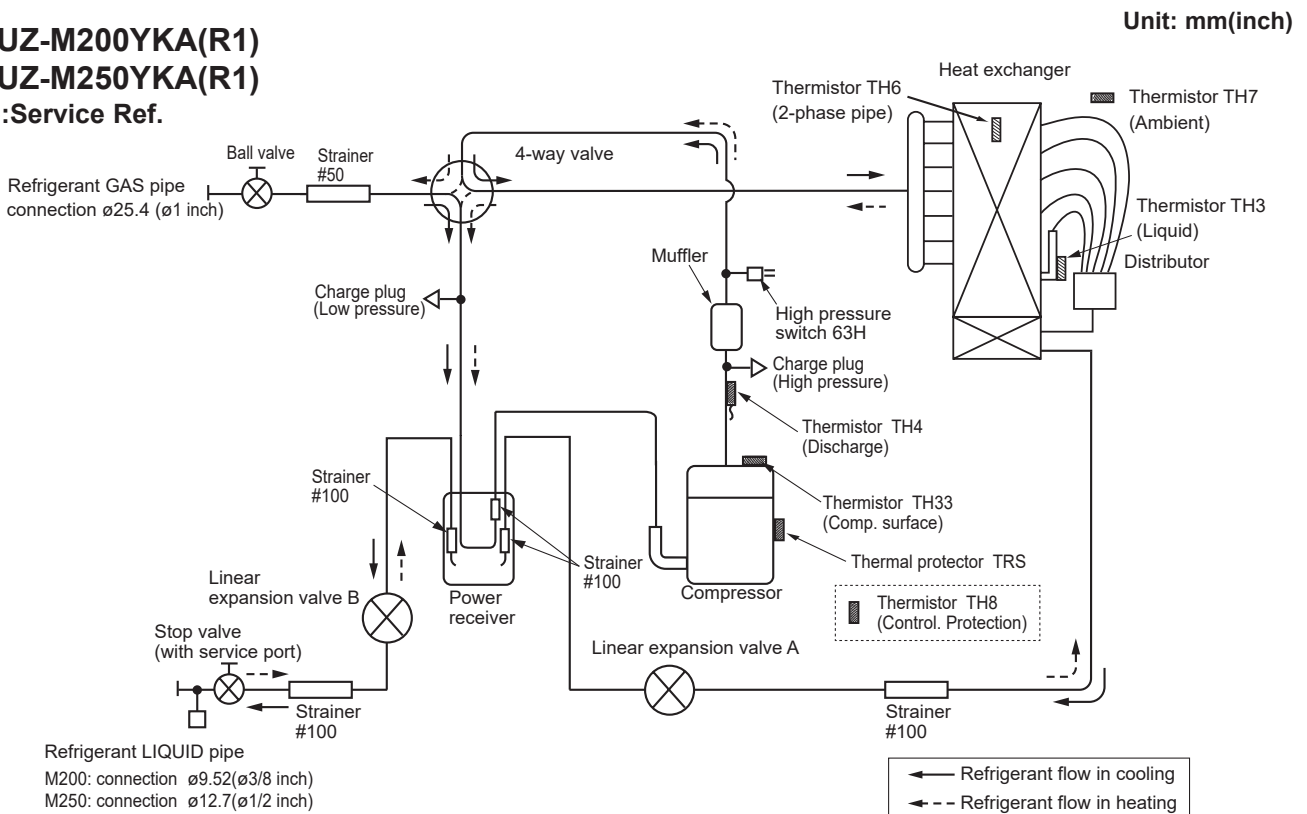 Unit: mm(inch)
UZ-M200YKA(R1)
UZ-M250YKA(R1)
:Service Ref.
Heat exchanger
Thermistor TH6
(2-phase pipe)
Thermistor TH7
(Ambient)
Ball valve
Strainer
#50
4-way valve
Refrigerant GAS pipe
connection ø25.4 (ø1 inch)
Thermistor TH3
(Liquid)
Distributor
Muffler
Charge plug
(Low pressure)
High pressure
switch 63H
Charge plug
(High pressure)
Thermistor TH4
(Discharge)
Strainer
#100
Thermistor TH33
(Comp. surface)
Strainer
#100
Thermal protector TRS
Linear
expansion valve B
Power
receiver
Compressor
Thermistor TH8
(Control. Protection)
Stop valve
(with service port)
Linear expansion valve A
Strainer
#100
Strainer
#100
Refrigerant LIQUID pipe
M200: connection ø9.52(ø3/8 inch)
M250: connection ø12.7(ø1/2 inch)
Refrigerant flow in cooling
Refrigerant flow in heating